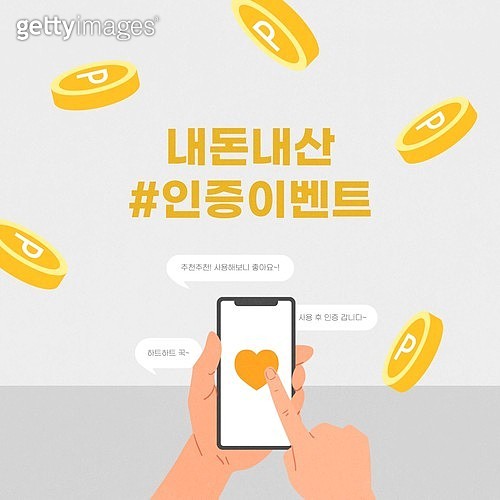 gettyimages®
P
P
내돈내산
P
#인증이벤트
P
추천추천! 사용해보니 좋아요~!
사용 후 인증 갑니다~
P
하트하트 꾹~